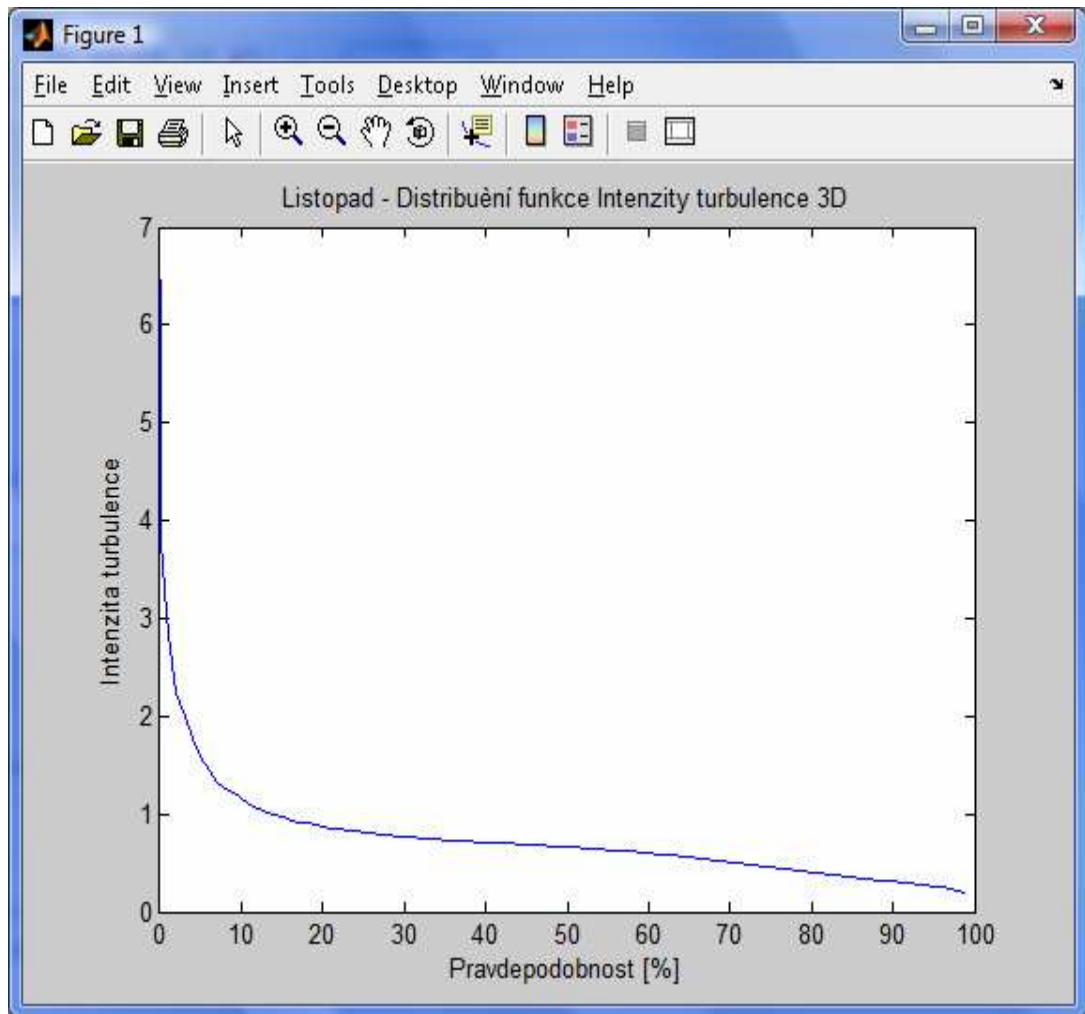 Figure 1
File Edit View Insert Tools Desktop Window Help
Listopad - Distribuèní funkce Intenzity turbulence 3D
7
6
5
4
3
2
1
0
Intenzita turbulence
0 10 20 30 40 50 60 70 80 90 100
Pravdepodobnost [%]